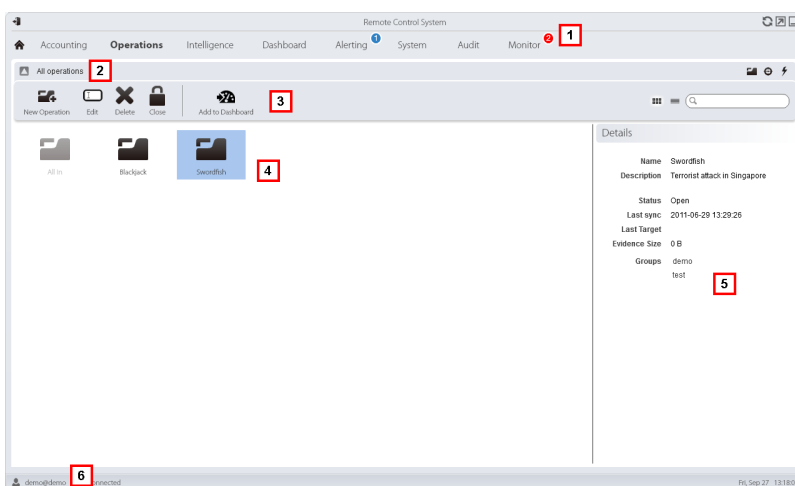 Remote Control System
Accounting Operations Intelligence Dashboard Alerting 1 System Audit Monitor 2 1
All operations 2
New Operation Edit Delete Close Add to Dashboard 3
All In Blackjack Swordfish 4
Details
Name Swordfish
Description Terrorist attack in Singapore
Status Open
Last sync 2011-06-29 13:29:26
Last Target
Evidence Size 0 B
Groups demo
test
5
demo@demo 6
Fri, Sep 27 13:18:0